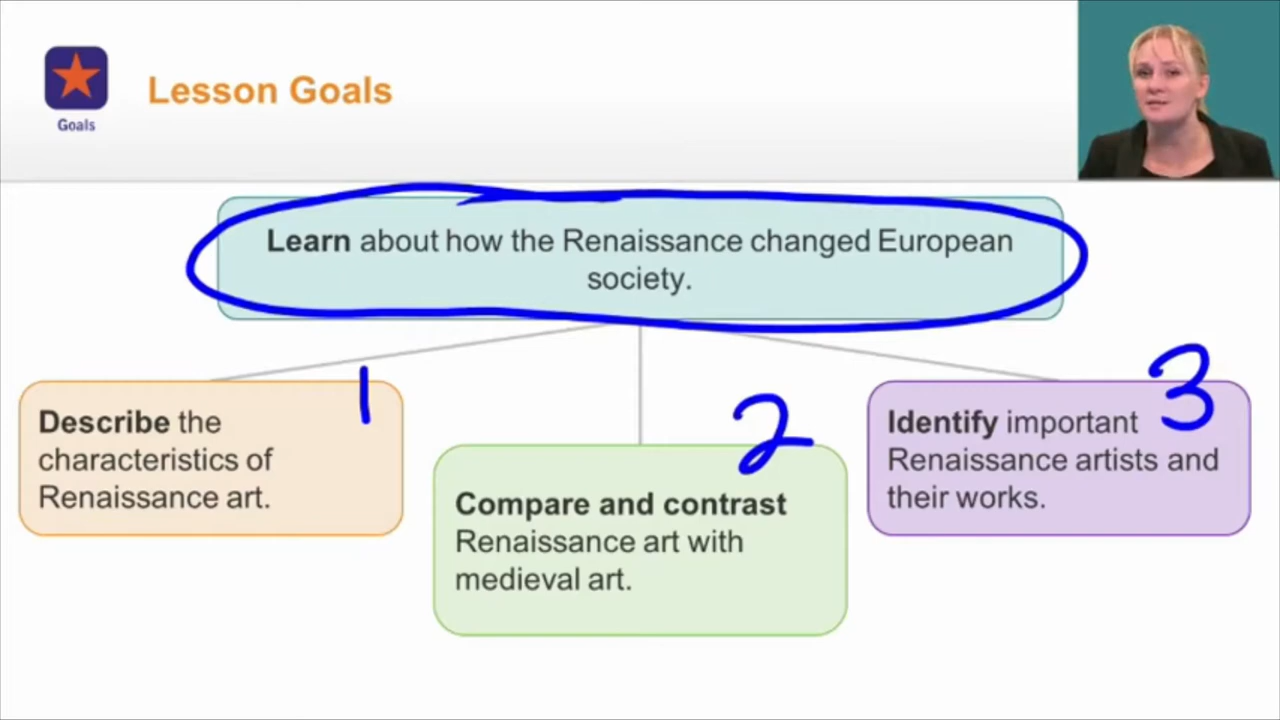 Goals
Lesson Goals
Learn about how the Renaissance changed European
society.
1
Describe the
characteristics of
Renaissance art.
2
Compare and contrast
Renaissance art with
medieval art.
3
Identify important
Renaissance artists and
their works.